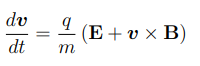 d𝒗/dt = q/m (𝐄 + 𝒗 × 𝐁)